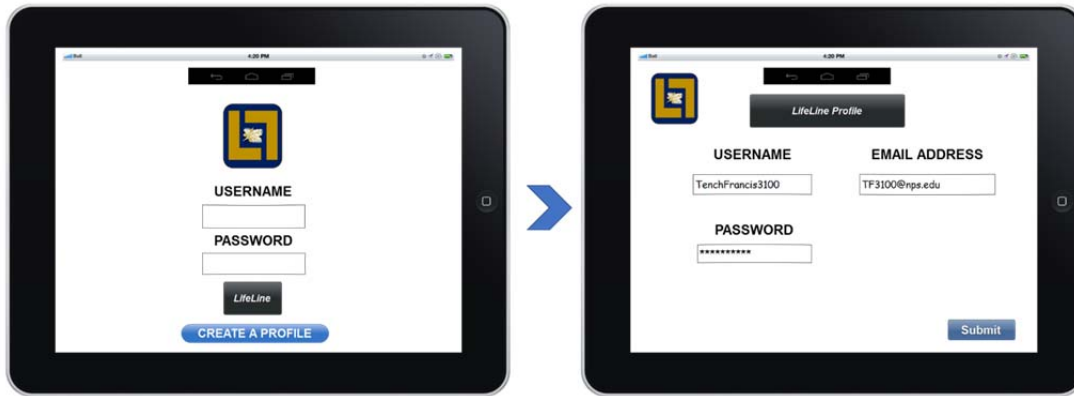 4:20 PM
USERNAME
PASSWORD
LifeLine
CREATE A PROFILE
4:20 PM
LifeLine Profile
USERNAME
EMAIL ADDRESS
TenchFrancis3100
TF3100@nps.edu
PASSWORD
**********
Submit